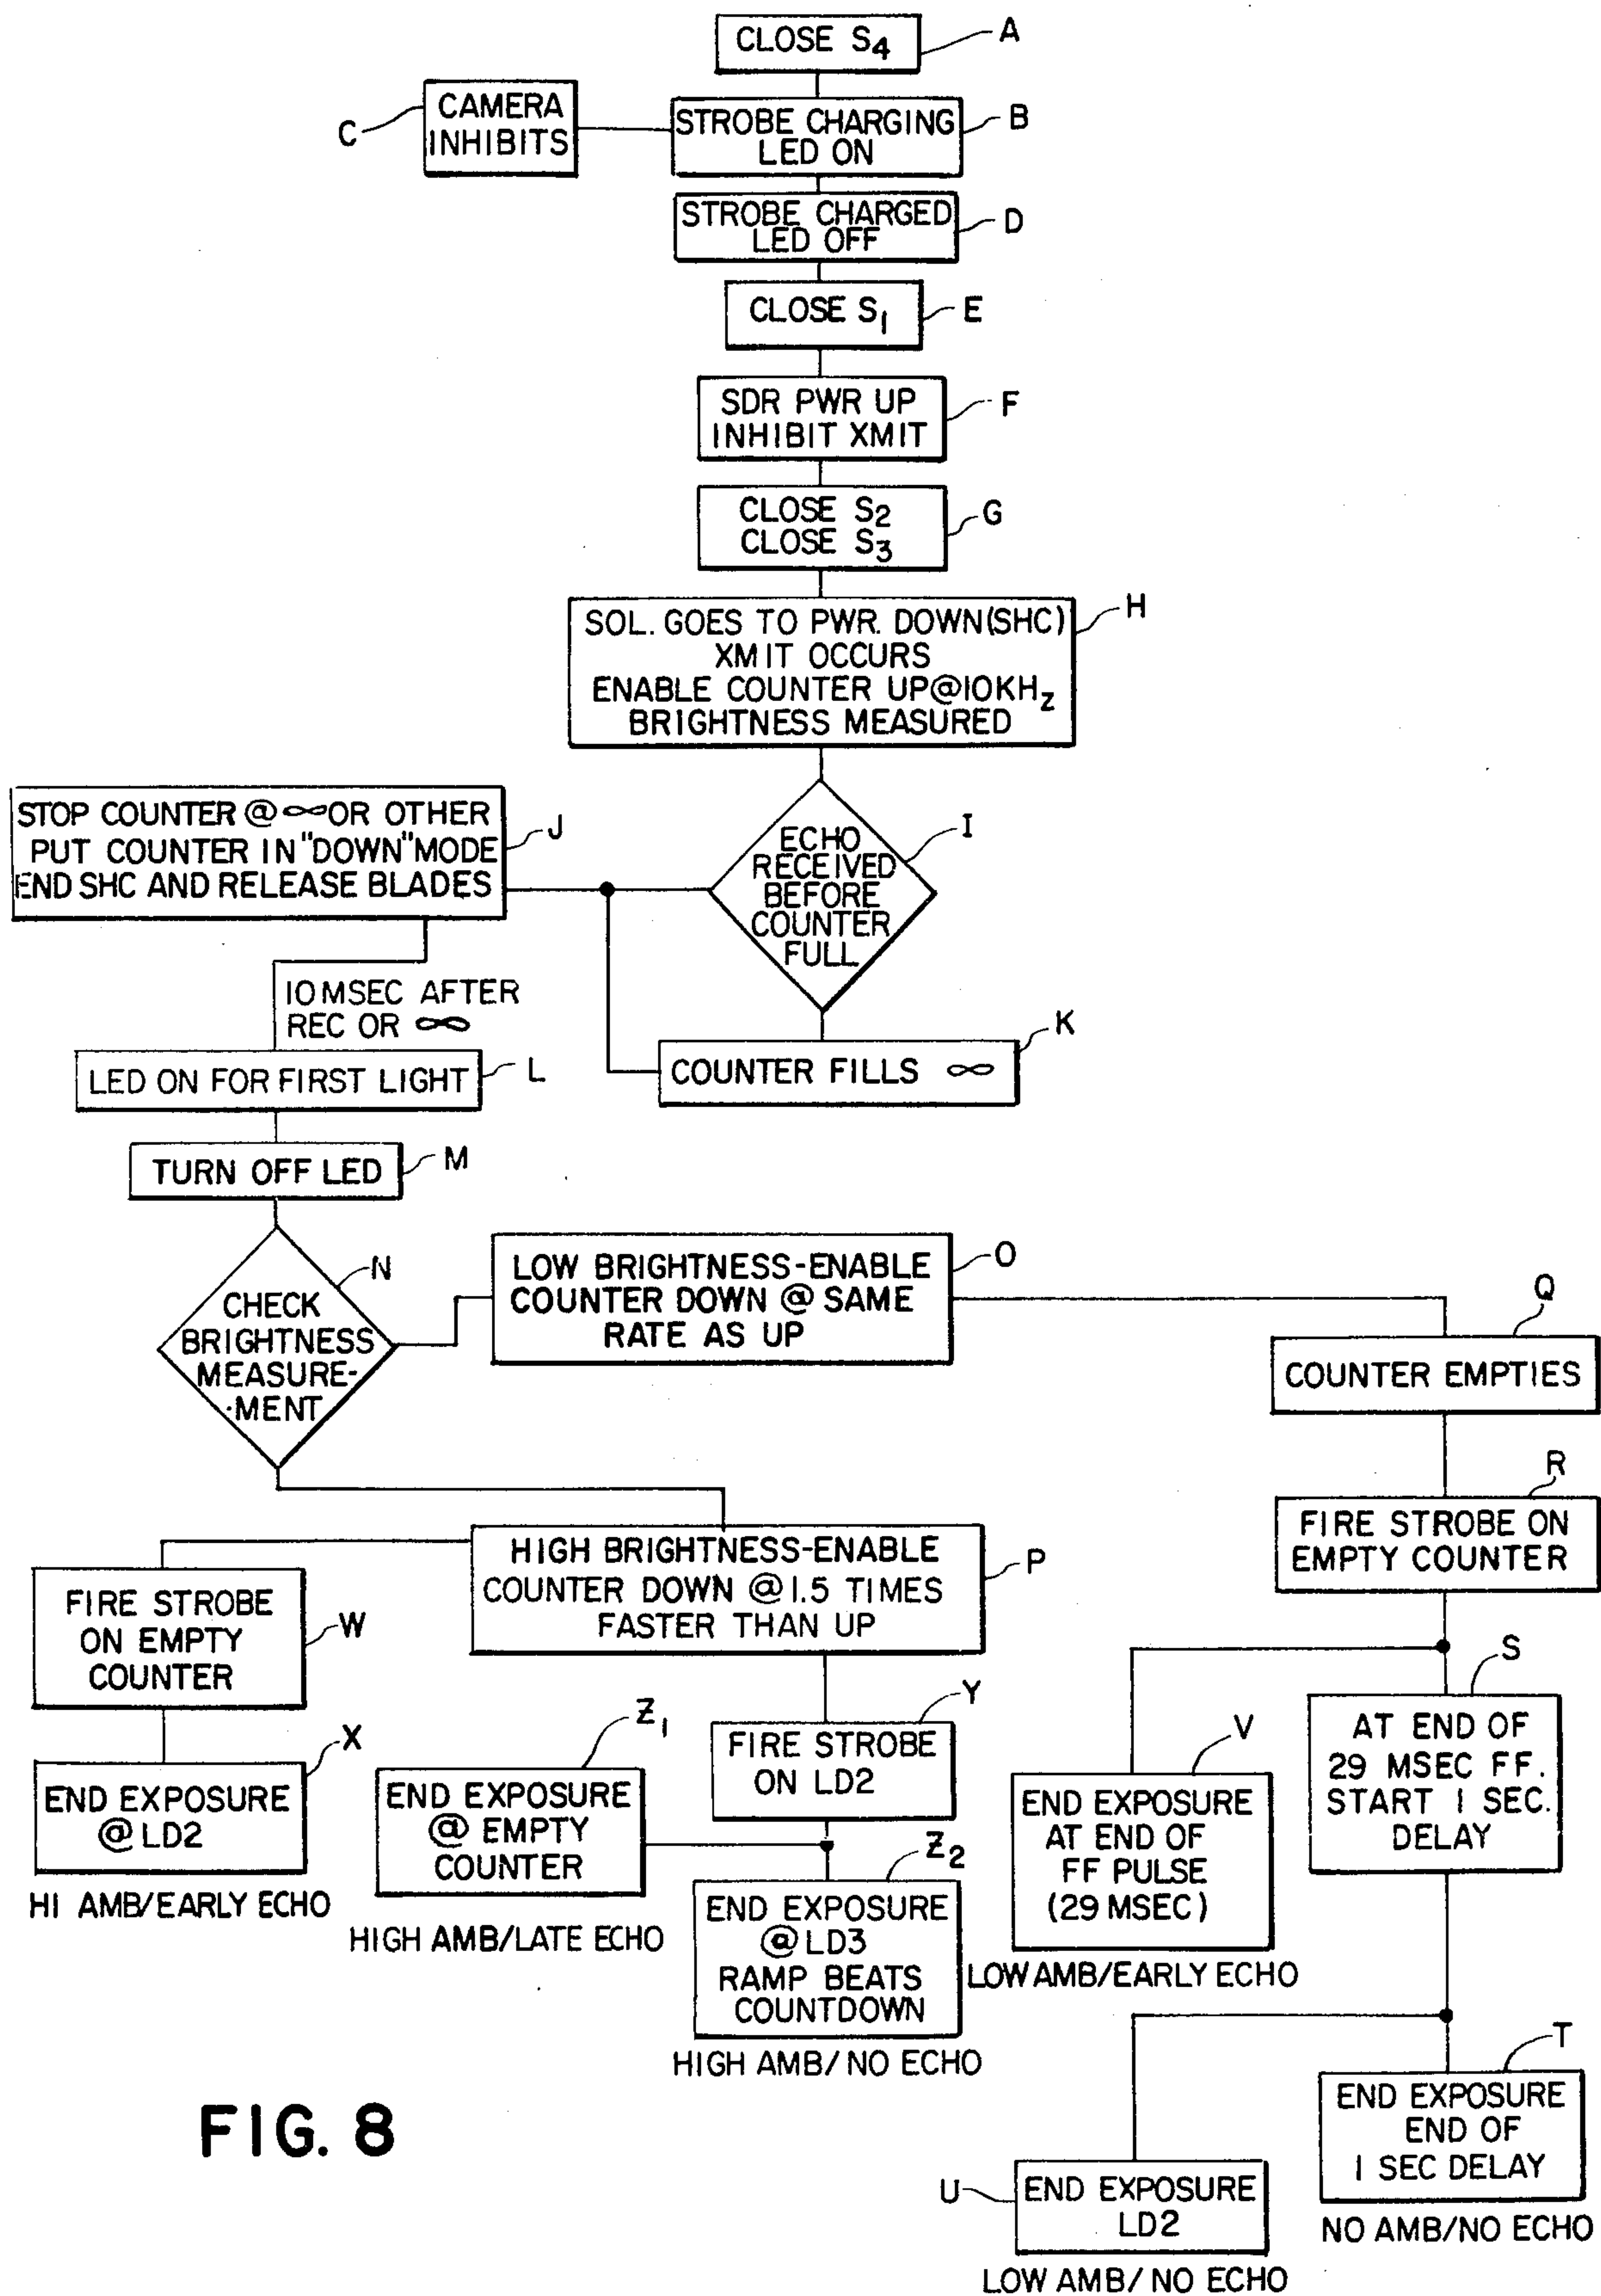 CLOSE S4
A
STROBE CHARGING
LED ON
B
CAMERA
INHIBITS
C
STROBE CHARGED
LED OFF
D
CLOSE S1
E
SDR PWR UP
INHIBIT XMIT
F
CLOSE S2
CLOSE S3
G
SOL. GOES TO PWR. DOWN(SHC)
XMIT OCCURS
ENABLE COUNTER UP@10KHz
BRIGHTNESS MEASURED
H
ECHO
RECEIVED
BEFORE
COUNTER
FULL
I
STOP COUNTER @ ∞ OR OTHER
PUT COUNTER IN "DOWN" MODE
END SHC AND RELEASE BLADES
J
10 MSEC AFTER
REC OR ∞
COUNTER FILLS ∞
K
LED ON FOR FIRST LIGHT
L
TURN OFF LED
M
CHECK
BRIGHTNESS
MEASURE-
-MENT
N
LOW BRIGHTNESS-ENABLE
COUNTER DOWN @ SAME
RATE AS UP
O
COUNTER EMPTIES
Q
FIRE STROBE ON
EMPTY COUNTER
R
HIGH BRIGHTNESS-ENABLE
COUNTER DOWN @ 1.5 TIMES
FASTER THAN UP
P
FIRE STROBE
ON EMPTY
COUNTER
W
END EXPOSURE
@ LD2
X
HI AMB/EARLY ECHO
FIRE STROBE
ON LD2
Y
END EXPOSURE
@ EMPTY
COUNTER
Z1
HIGH AMB/LATE ECHO
END EXPOSURE
@ LD3
RAMP BEATS
COUNTDOWN
Z2
HIGH AMB/ NO ECHO
END EXPOSURE
AT END OF
FF PULSE
(29 MSEC)
V
LOW AMB/EARLY ECHO
AT END OF
29 MSEC FF.
START 1 SEC.
DELAY
S
END EXPOSURE
END OF
1 SEC DELAY
T
NO AMB/NO ECHO
END EXPOSURE
LD2
U
LOW AMB/ NO ECHO
FIG. 8